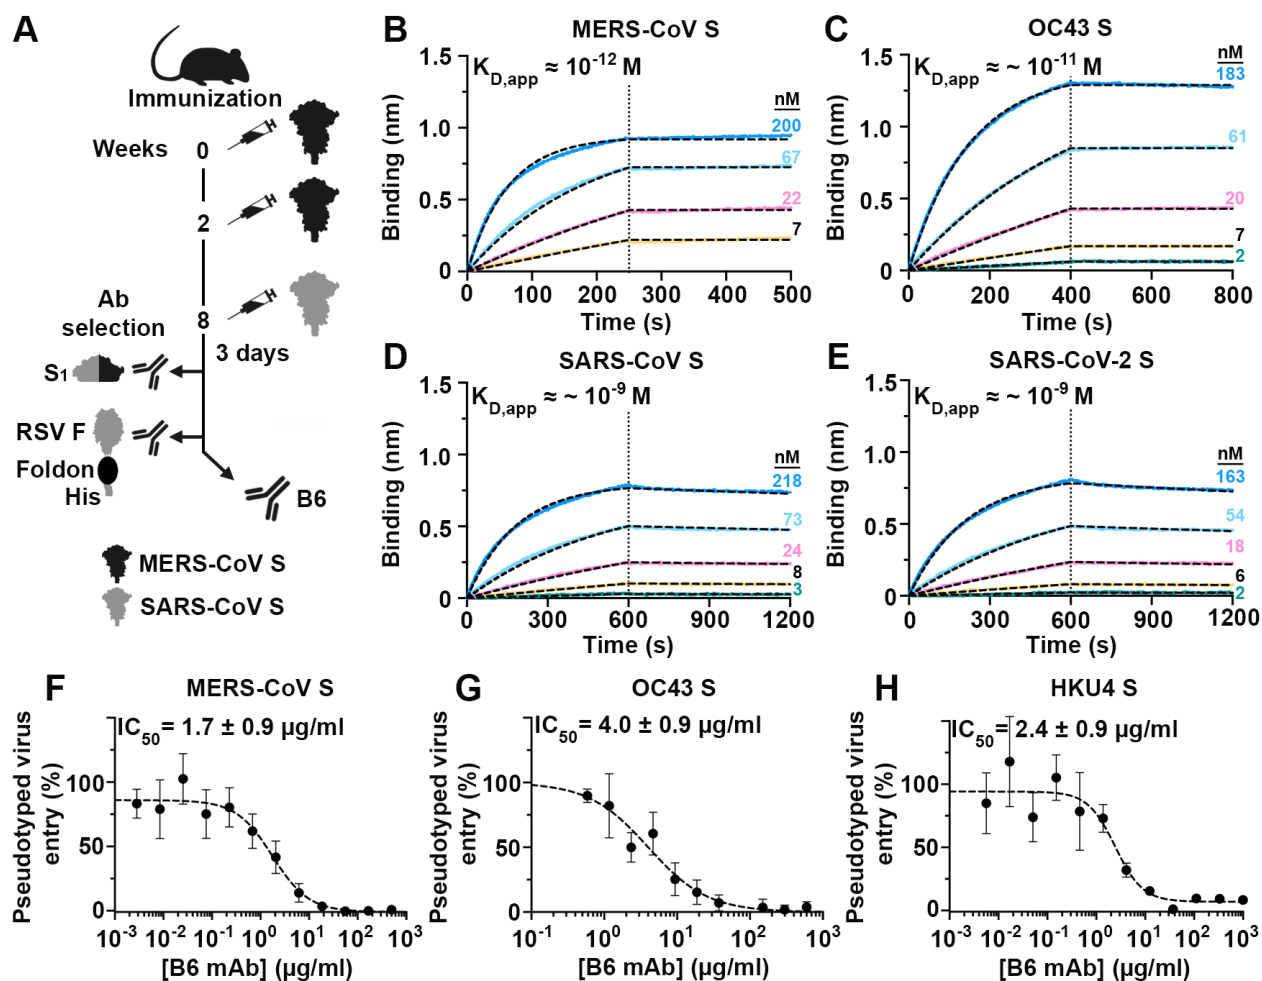 A
Immunization
Weeks
0
2
8
3 days
Ab
selection
S1
RSV F
Foldon
His
B6
MERS-CoV S
SARS-CoV S
B
MERS-CoV S
KD,app ≈ 10-12 M
nM
200
67
22
7
Binding (nm)
1.5
1.0
0.5
0
0 100 200 300 400 500
Time (s)
C
OC43 S
KD,app ≈ ~ 10-11 M
nM
183
61
20
7
2
Binding (nm)
1.5
1.0
0.5
0
0 200 400 600 800
Time (s)
D
SARS-CoV S
KD,app ≈ ~ 10-9 M
nM
218
73
24
8
3
Binding (nm)
1.5
1.0
0.5
0
0 300 600 900 1200
Time (s)
E
SARS-CoV-2 S
KD,app ≈ ~ 10-9 M
nM
163
54
18
6
2
Binding (nm)
1.5
1.0
0.5
0
0 300 600 900 1200
Time (s)
F
MERS-CoV S
IC50= 1.7 ± 0.9 µg/ml
Pseudotyped virus
entry (%)
100
50
0
10-3 10-2 10-1 100 101 102 103
[B6 mAb] (µg/ml)
G
OC43 S
IC50= 4.0 ± 0.9 µg/ml
Pseudotyped virus
entry (%)
100
50
0
10-1 100 101 102 103
[B6 mAb] (µg/ml)
H
HKU4 S
IC50= 2.4 ± 0.9 µg/ml
Pseudotyped virus
entry (%)
100
50
0
10-3 10-2 10-1 100 101 102 103
[B6 mAb] (µg/ml)